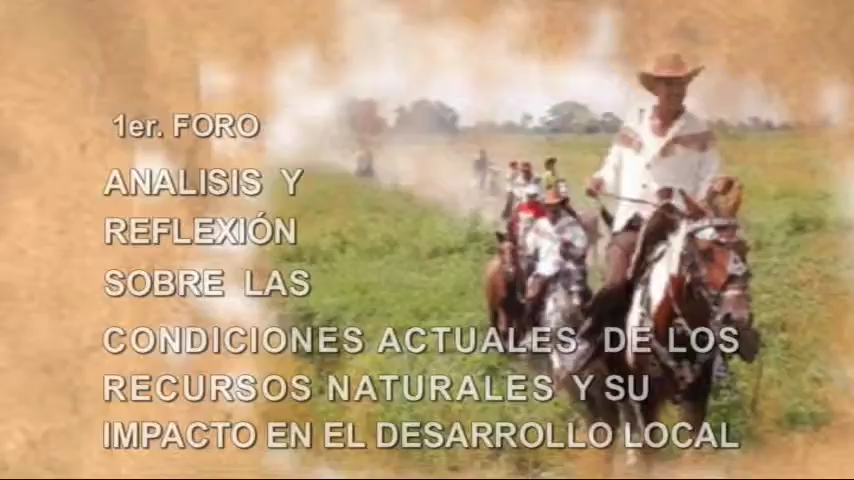 1er. FORO
ANALISIS Y
REFLEXIÓN
SOBRE LAS
CONDICIONES ACTUALES DE LOS
RECURSOS NATURALES Y SU
IMPACTO EN EL DESARROLLO LOCAL